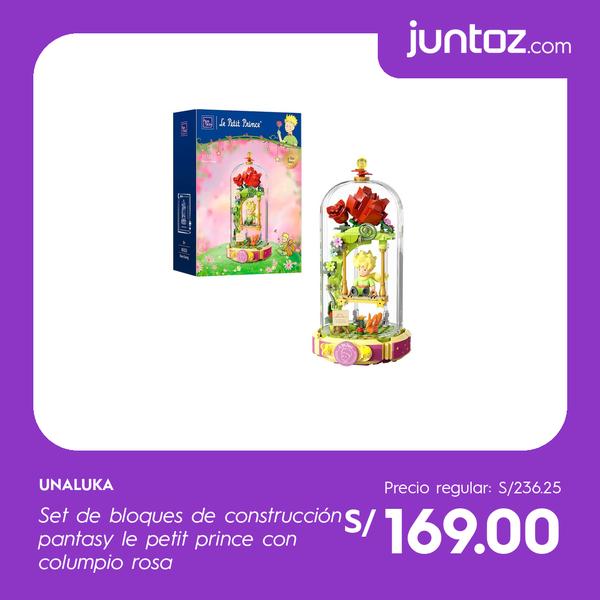 juntoz.com
Le Petit Prince
UNALUKA
Set de bloques de construcción
pantasy le petit prince con
columpio rosa
Precio regular: S/236.25
S/ 169.00